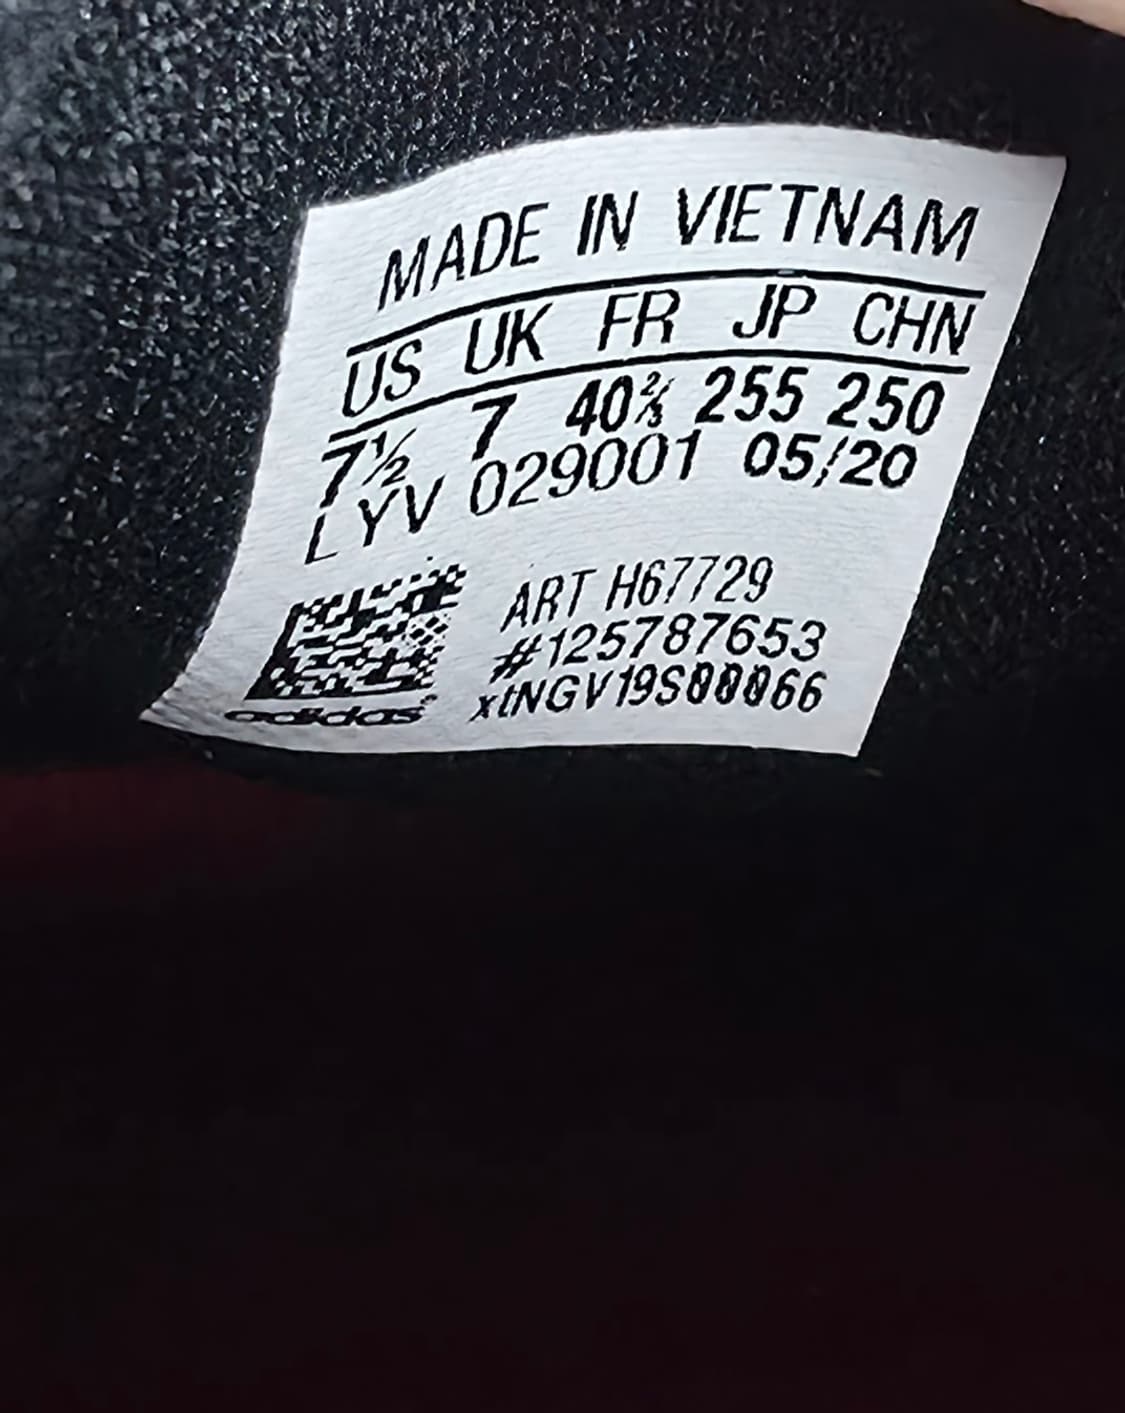 MADE IN VIETNAM
US UK FR JP CHN
7½ 7 40⅔ 255 250
LYV 029001 05/20
ART H67729
#125787653
xtNGV19S00066
adidas